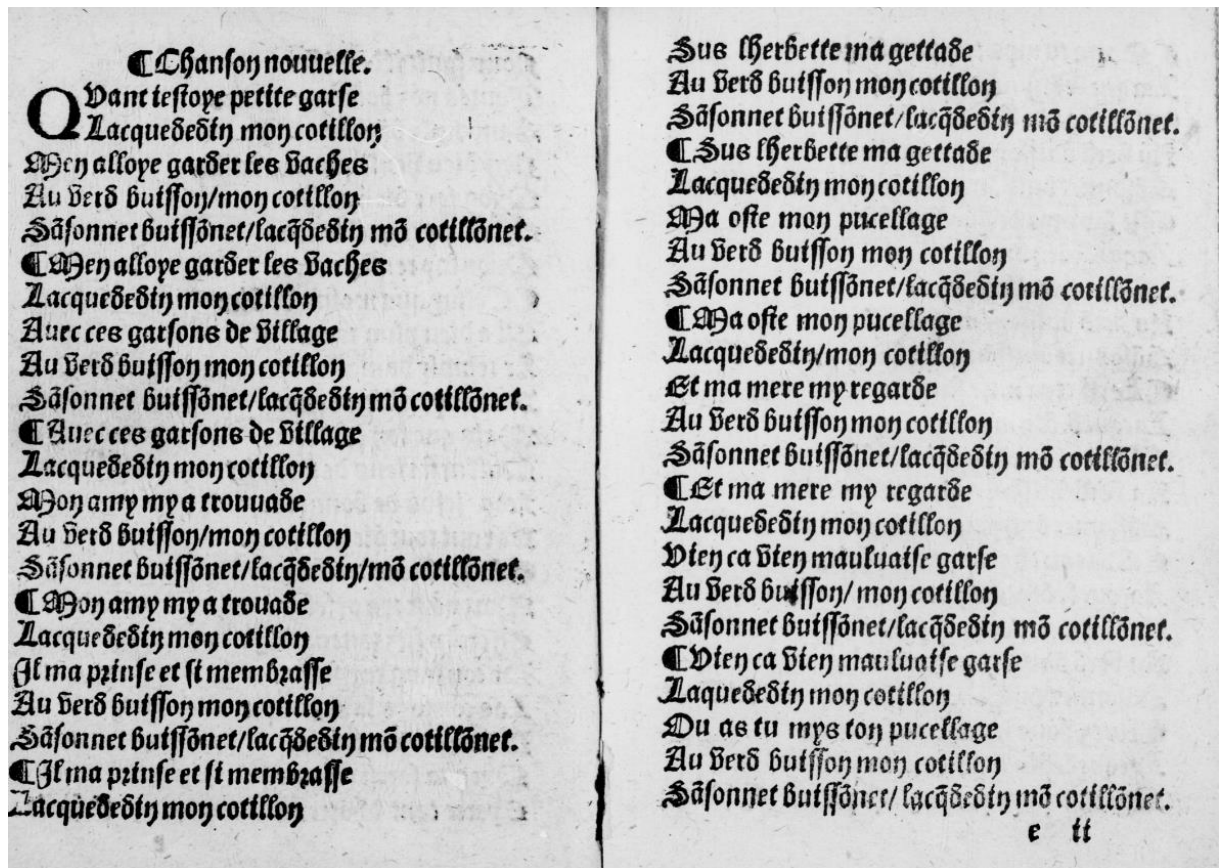 ¶Chanson nouuelle.
QVant iestoye petite garse
Lacquededin mon cotillon
Men alloye garder les vaches
Au verd buisson/mon cotillon
Sãsonnet buissõnet/lacq̃dedin mõ cotillõnet.
¶Men alloye garder les vaches
Lacquededin mon cotillon
Auec ces garsons de village
Au verd buisson mon cotillon
Sãsonnet buissõnet/lacq̃dedin mõ cotillõnet.
¶Auec ces garsons de village
Lacquededin mon cotillon
Mon amy my a trouuade
Au verd buisson/mon cotillon
Sãsonnet buissõnet/lacq̃dedin/mõ cotillõnet.
¶Mon amy my a trouade
Lacquededin mon cotillon
Il ma prinse et si membrasse
Au verd buisson mon cotillon
Sãsonnet buissõnet/lacq̃dedin mõ cotillõnet.
¶Il ma prinse et si membrasse
Lacquededin mon cotillon
Sus lherbette ma gettade
Au verd buisson mon cotillon
Sãsonnet buissõnet/lacq̃dedin mõ cotillõnet.
¶Sus lherbette ma gettade
Lacquededin mon cotillon
Ma oste mon pucellage
Au verd buisson mon cotillon
Sãsonnet buissõnet/lacq̃dedin mõ cotillõnet.
¶Ma oste mon pucellage
Lacquededin/mon cotillon
Et ma mere my regarde
Au verd buisson mon cotillon
Sãsonnet buissõnet/lacq̃dedin mõ cotillõnet.
¶Et ma mere my regarde
Lacquededin mon cotillon
Vien ca vien mauluaise garse
Au verd buisson/ mon cotillon
Sãsonnet buissõnet/lacq̃dedin mõ cotillõnet.
¶Vien ca vien mauluaise garse
Laquededin mon cotillon
Ou as tu mys ton pucellage
Au verd buisson mon cotillon
Sãsonnet buissõnet/ lacq̃dedin mõ cotillõnet.
e ii